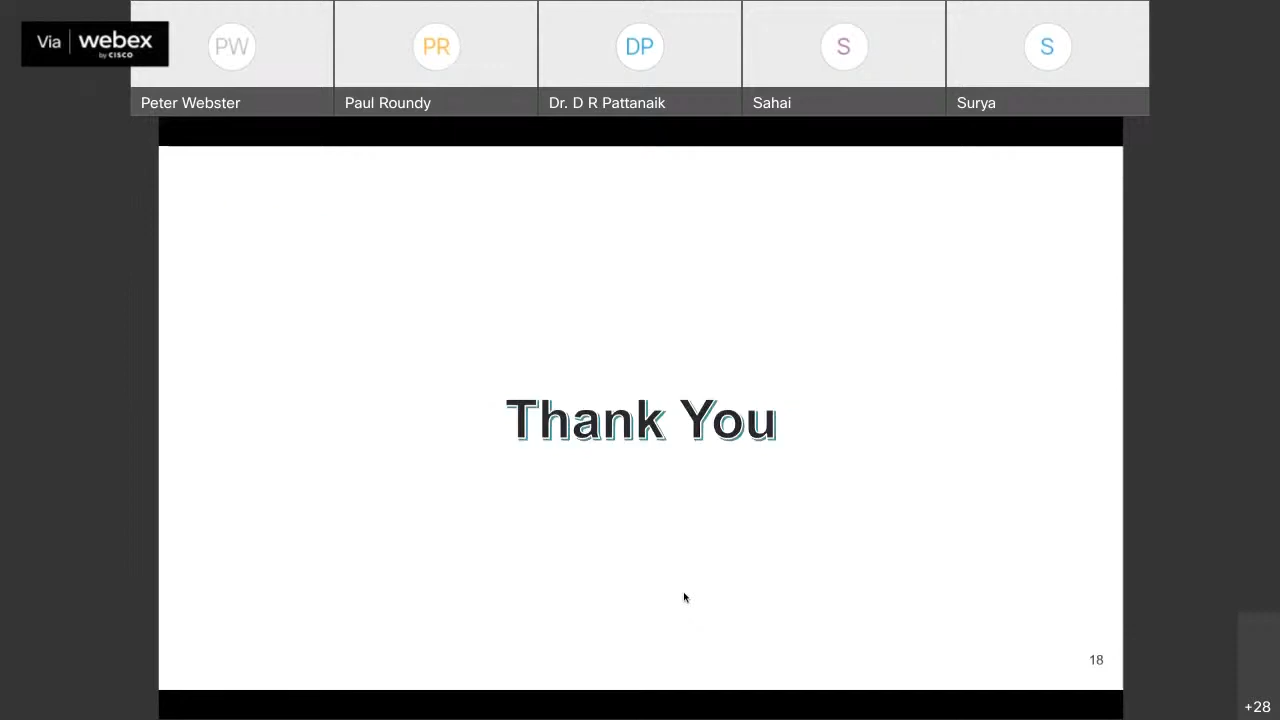 Via webex
by CISCO
PW PR DP S S
Peter Webster Paul Roundy Dr. D R Pattanaik Sahai Surya
Thank You
18
+28